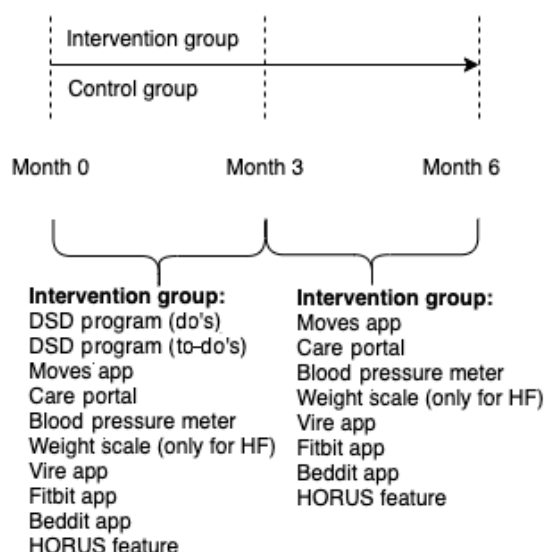 Intervention group
Control group
Month 0 Month 3 Month 6
Intervention group:
DSD program (do's)
DSD program (to-do's)
Moves app
Care portal
Blood pressure meter
Weight scale (only for HF)
Vire app
Fitbit app
Beddit app
HORUS feature
Intervention group:
Moves app
Care portal
Blood pressure meter
Weight scale (only for HF)
Vire app
Fitbit app
Beddit app
HORUS feature